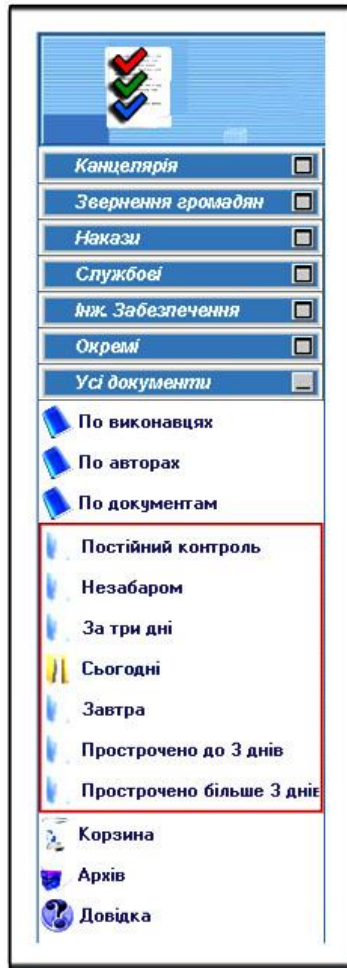 Канцелярія
Звернення громадян
Накази
Службові
Інж. Забезпечення
Окремі
Усі документи
По виконавцях
По авторах
По документам
Постійний контроль
Незабаром
За три дні
Сьогодні
Завтра
Прострочено до 3 днів
Прострочено більше 3 днів
Корзина
Архів
Довідка